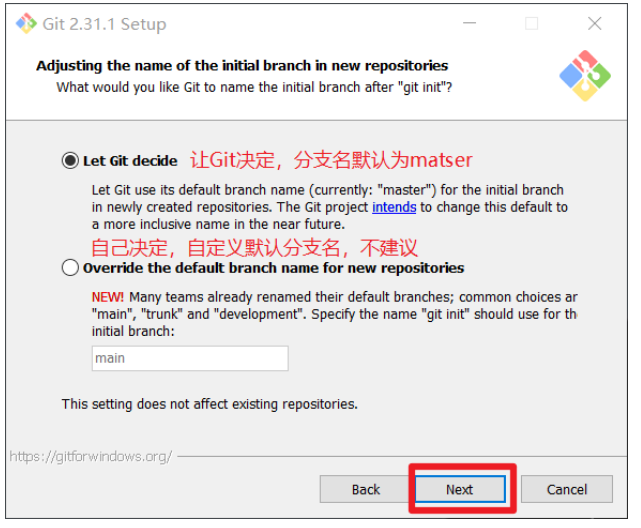 Git 2.31.1 Setup
Adjusting the name of the initial branch in new repositories
What would you like Git to name the initial branch after "git init"?
Let Git decide 让Git决定，分支名默认为matser
Let Git use its default branch name (currently: "master") for the initial branch
in newly created repositories. The Git project intends to change this default to
a more inclusive name in the near future.
自己决定，自定义默认分支名，不建议
Override the default branch name for new repositories
NEW! Many teams already renamed their default branches; common choices ar
"main", "trunk" and "development". Specify the name "git init" should use for th
initial branch:
main
This setting does not affect existing repositories.
https://gitforwindows.org/
Back Next Cancel